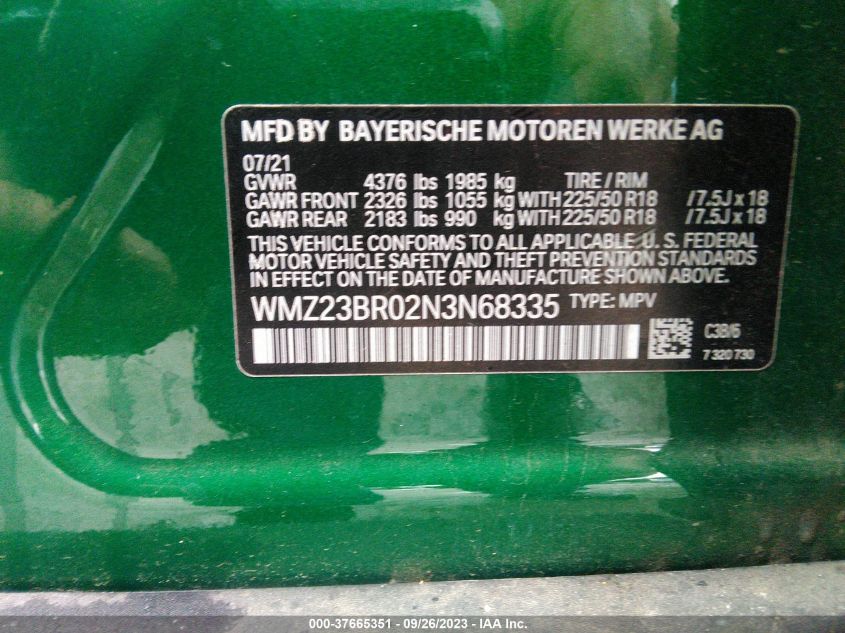 MFD BY BAYERISCHE MOTOREN WERKE AG
07/21
GVWR 4376 lbs 1985 kg TIRE / RIM
GAWR FRONT 2326 lbs 1055 kg WITH 225/50 R18 / 7.5J x 18
GAWR REAR 2183 lbs 990 kg WITH 225/50 R18 / 7.5J x 18
THIS VEHICLE CONFORMS TO ALL APPLICABLE U. S. FEDERAL
MOTOR VEHICLE SAFETY AND THEFT PREVENTION STANDARDS
IN EFFECT ON THE DATE OF MANUFACTURE SHOWN ABOVE.
WMZ23BR02N3N68335 TYPE: MPV
C3B/6
7 320 730
000-37665351 - 09/26/2023 - IAA Inc.